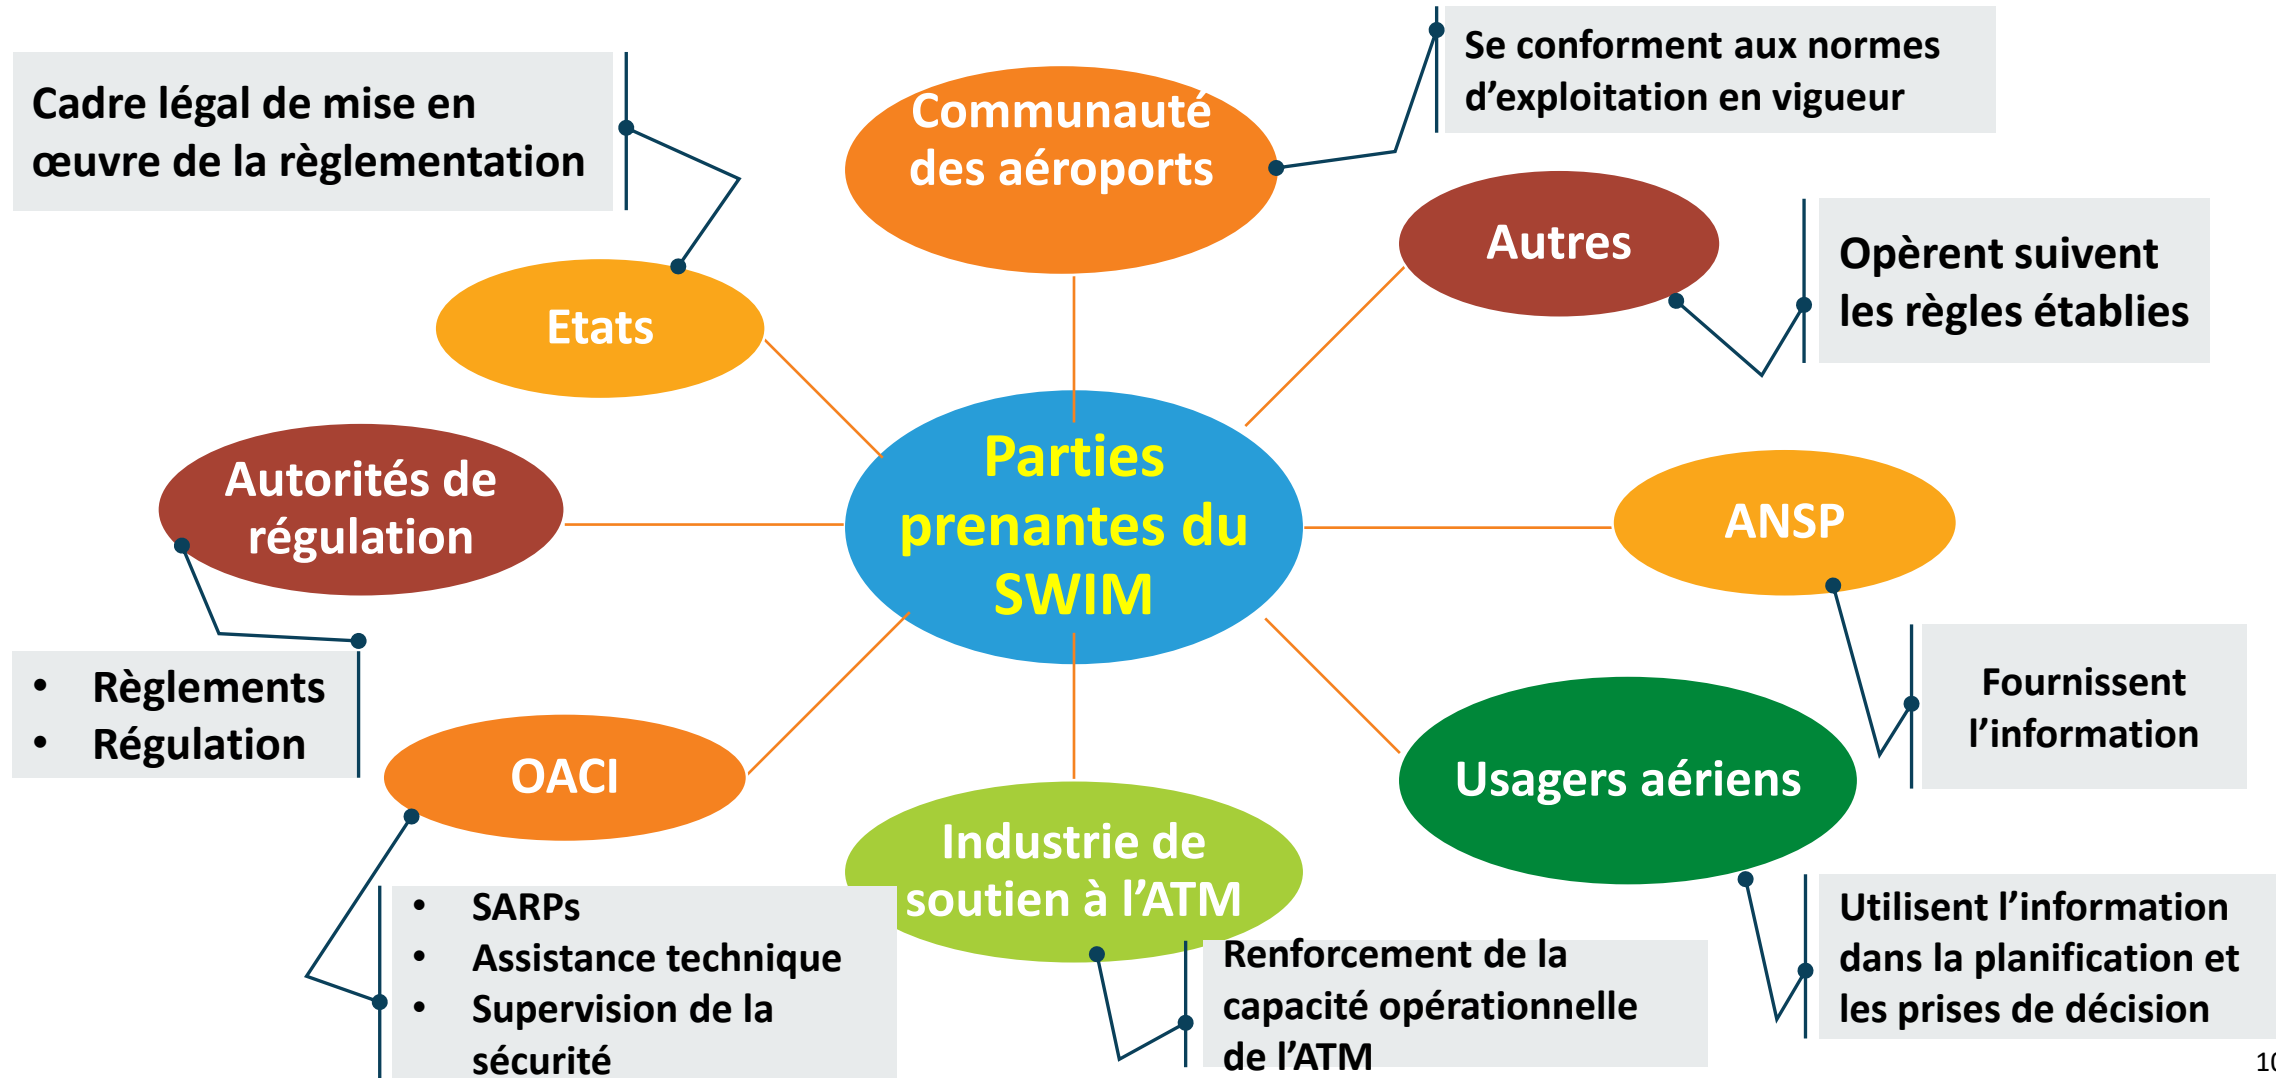 Cadre légal de mise en
œuvre de la règlementation
Communauté
des aéroports
Se conforment aux normes
d’exploitation en vigueur
Autres
Opèrent suivent
les règles établies
Etats
Parties
prenantes du
SWIM
Autorités de
régulation
ANSP
• Règlements
• Régulation
Fournissent
l’information
OACI
Usagers aériens
Industrie de
soutien à l’ATM
• SARPs
• Assistance technique
• Supervision de la
sécurité
Renforcement de la
capacité opérationnelle
de l’ATM
Utilisent l’information
dans la planification et
les prises de décision
10